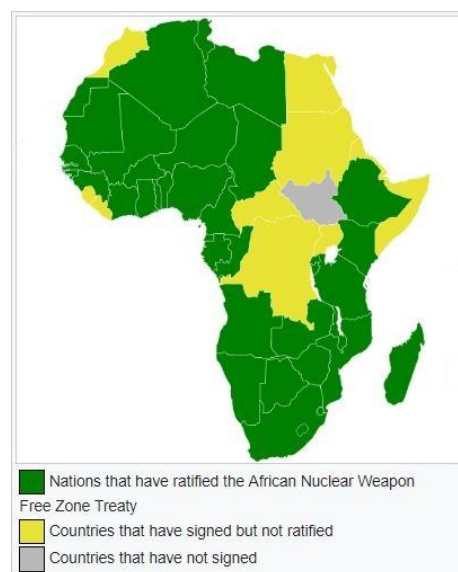 Nations that have ratified the African Nuclear Weapon
Free Zone Treaty
Countries that have signed but not ratified
Countries that have not signed